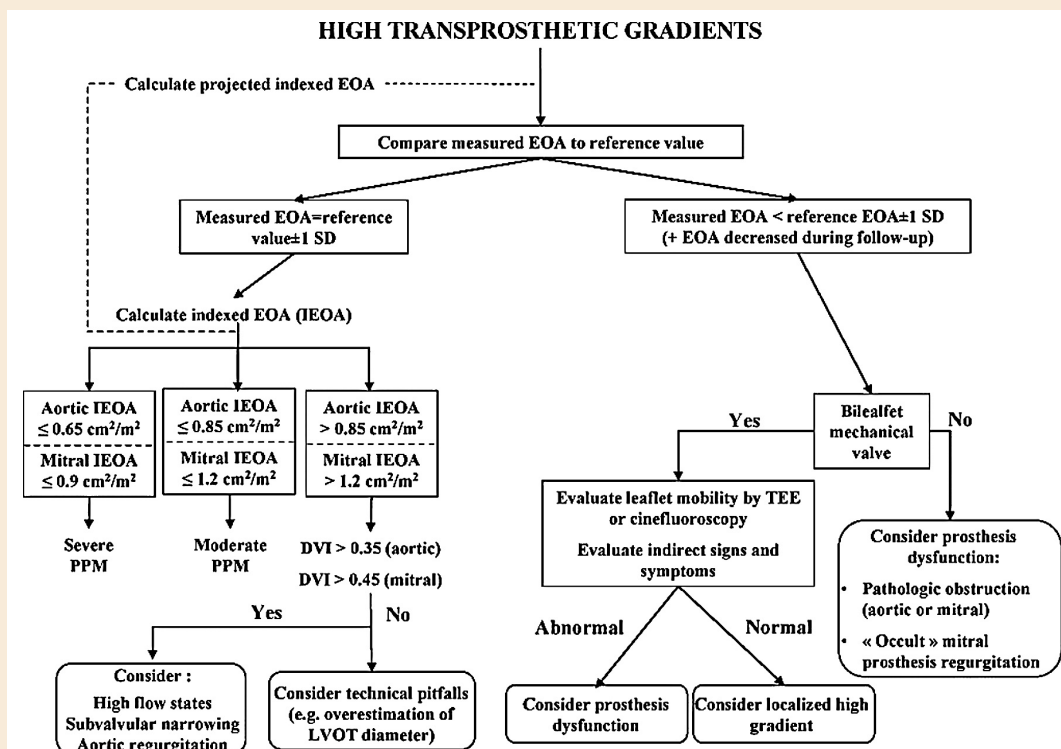 HIGH TRANSPROSTHETIC GRADIENTS
Calculate projected indexed EOA
Compare measured EOA to reference value
Measured EOA=reference
value±1 SD
Measured EOA < reference EOA±1 SD
(+ EOA decreased during follow-up)
Calculate indexed EOA (IEOA)
Aortic IEOA
≤ 0.65 cm²/m²
Mitral IEOA
≤ 0.9 cm²/m²
Aortic IEOA
≤ 0.85 cm²/m²
Mitral IEOA
≤ 1.2 cm²/m²
Aortic IEOA
> 0.85 cm²/m²
Mitral IEOA
> 1.2 cm²/m²
Severe
PPM
Moderate
PPM
DVI > 0.35 (aortic)
DVI > 0.45 (mitral)
Yes
No
Consider :
High flow states
Subvalvular narrowing
Aortic regurgitation
Consider technical pitfalls
(e.g. overestimation of
LVOT diameter)
Bilealfet
mechanical
valve
Yes
No
Evaluate leaflet mobility by TEE
or cinefluoroscopy
Evaluate indirect signs and
symptoms
Abnormal
Normal
Consider prosthesis
dysfunction
Consider localized high
gradient
Consider prosthesis
dysfunction:
• Pathologic obstruction
(aortic or mitral)
• « Occult » mitral
prosthesis regurgitation